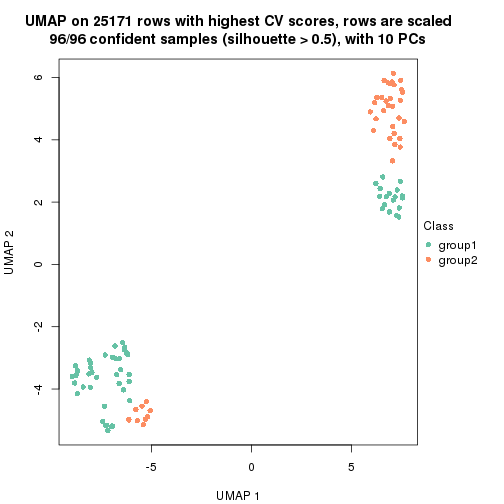 UMAP on 25171 rows with highest CV scores, rows are scaled
96/96 confident samples (silhouette > 0.5), with 10 PCs
6
4
2
0
-2
-4
UMAP 2
-5
0
5
UMAP 1
Class
group1
group2